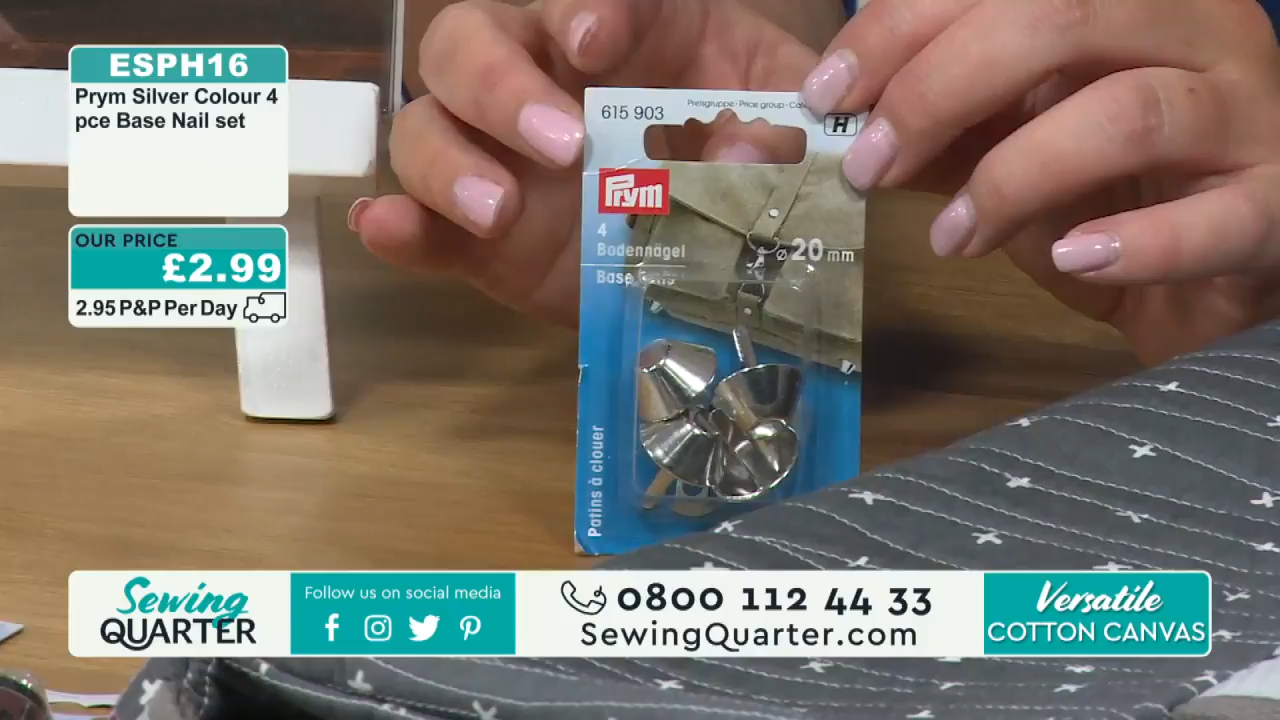 ESPH16
Prym Silver Colour 4
pce Base Nail set
OUR PRICE
£2.99
2.95 P&P Per Day
615 903
Preisgruppe · Price group ·
H
Prym
4
Bodennägel
ø 20 mm
Base
Patins à clouer
Sewing
QUARTER
Follow us on social media
0800 112 44 33
SewingQuarter.com
Versatile
COTTON CANVAS